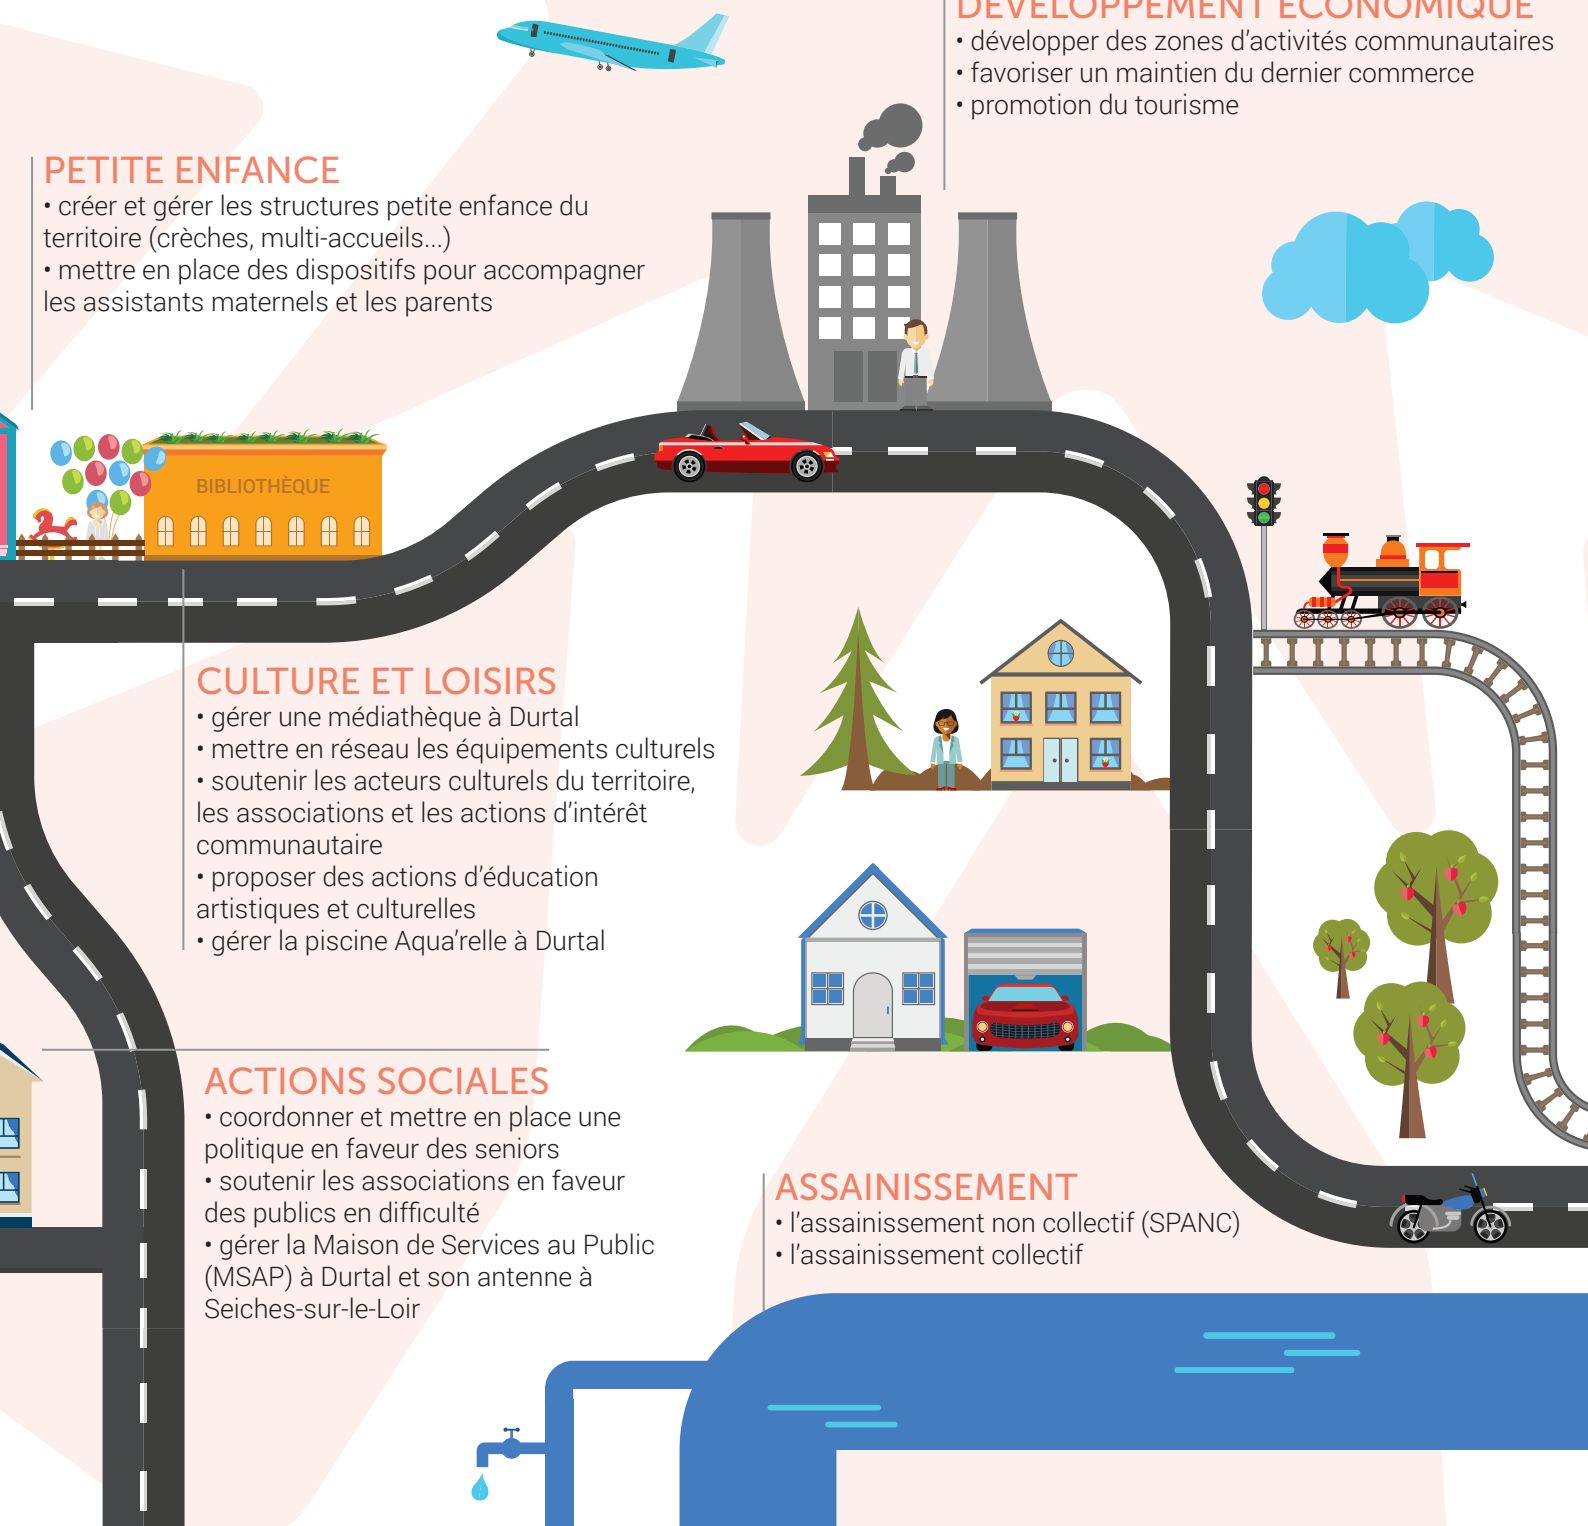 DÉVELOPPEMENT ÉCONOMIQUE
• développer des zones d’activités communautaires
• favoriser un maintien du dernier commerce
• promotion du tourisme
PETITE ENFANCE
• créer et gérer les structures petite enfance du
territoire (crèches, multi-accueils...)
• mettre en place des dispositifs pour accompagner
les assistants maternels et les parents
BIBLIOTHÈQUE
CULTURE ET LOISIRS
• gérer une médiathèque à Durtal
• mettre en réseau les équipements culturels
• soutenir les acteurs culturels du territoire,
les associations et les actions d’intérêt
communautaire
• proposer des actions d’éducation
artistiques et culturelles
• gérer la piscine Aqua’relle à Durtal
ACTIONS SOCIALES
• coordonner et mettre en place une
politique en faveur des seniors
• soutenir les associations en faveur
des publics en difficulté
• gérer la Maison de Services au Public
(MSAP) à Durtal et son antenne à
Seiches-sur-le-Loir
ASSAINISSEMENT
• l’assainissement non collectif (SPANC)
• l’assainissement collectif